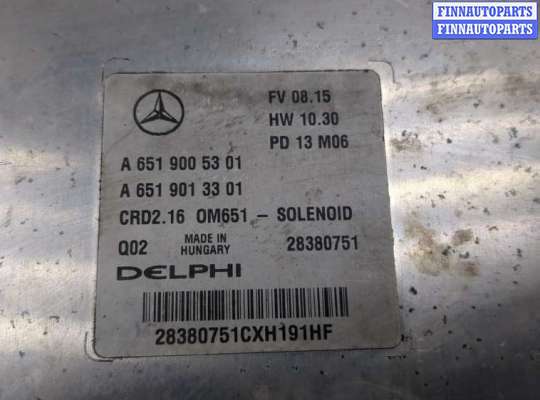 FINNAUTOPARTS
FINNAUTOPARTS
FV 08.15
HW 10.30
PD 13 M06
A 651 900 53 01
A 651 901 33 01
CRD2.16 OM651 – SOLENOID
Q02 MADE IN HUNGARY 28380751
DELPHI
28380751CXH191HF